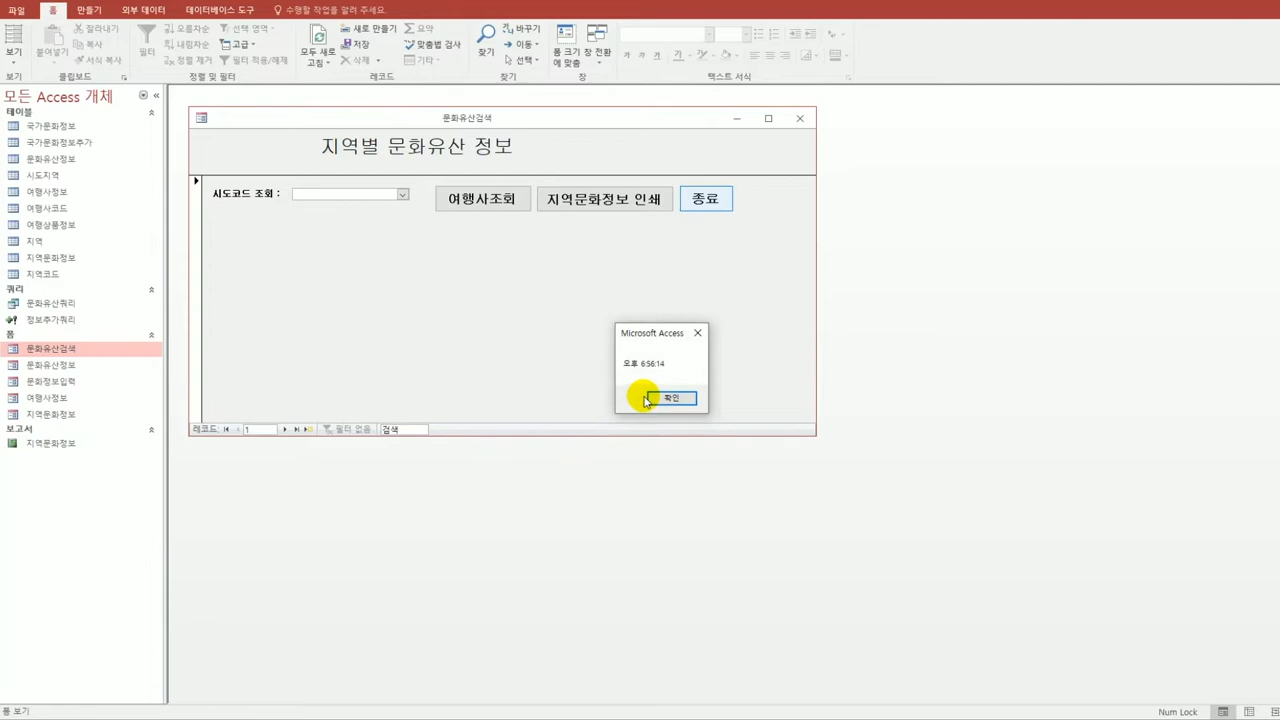 파일 홈 만들기 외부 데이터 데이터베이스 도구 수행할 작업을 알려 주세요.
보기
보기
붙여넣기
잘라내기
복사
서식 복사
클립보드
필터
오름차순
내림차순
정렬 제거
선택 영역
고급
필터 적용/해제
정렬 및 필터
모두 새로 고침
새로 만들기
저장
삭제
요약
맞춤법 검사
기타
레코드
찾기
바꾸기
이동
선택
찾기
폼 크기에 맞춤
창 전환
창
가 가 가 가
텍스트 서식
모든 Access 개체
테이블
국가문화정보
국가문화정보추가
문화유산정보
시도지역
여행사정보
여행사코드
여행상품정보
지역
지역문화정보
지역코드
쿼리
문화유산쿼리
정보추가쿼리
폼
문화유산검색
문화유산정보
문화정보입력
여행사정보
지역문화정보
보고서
지역문화정보
문화유산검색
지역별 문화유산 정보
시도코드 조회 :
여행사조회 지역문화정보 인쇄 종료
Microsoft Access
오후 6:56:14
확인
레코드: 1 필터 없음 검색
폼 보기 Num Lock